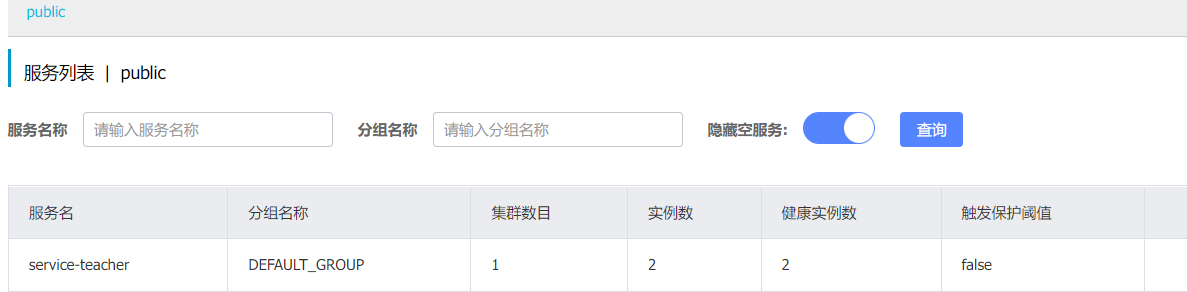 public
服务列表 | public
服务名称 请输入服务名称 分组名称 请输入分组名称 隐藏空服务: 查询
服务名 分组名称 集群数目 实例数 健康实例数 触发保护阈值
service-teacher DEFAULT_GROUP 1 2 2 false